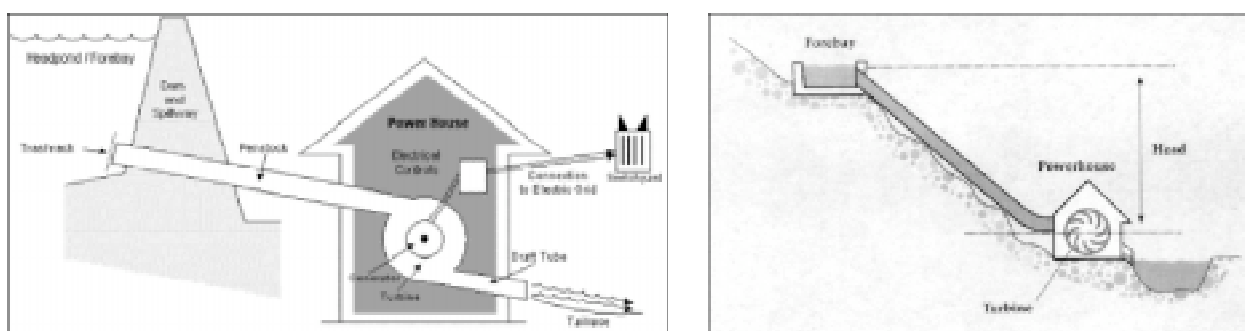 Headpond / Forebay
Dam
and
Spillway
Trashrack
Penstock
Power House
Electrical
Controls
Connection
to Electric Grid
Switchyard
Generator
Turbine
Draft Tube
Tailrace
Forebay
Head
Powerhouse
Turbine